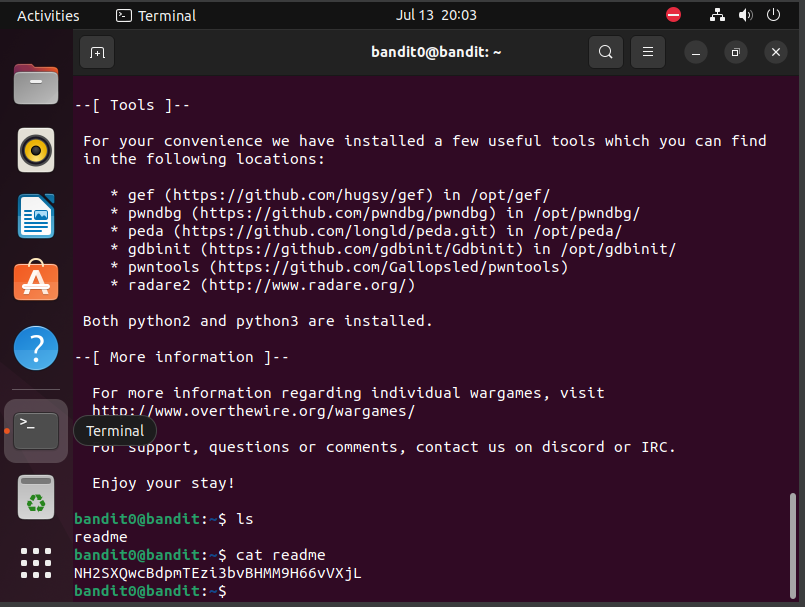 Activities
Terminal
Jul 13 20:03
bandit0@bandit: ~
--[ Tools ]--
For your convenience we have installed a few useful tools which you can find
in the following locations:
* gef (https://github.com/hugsy/gef) in /opt/gef/
* pwndbg (https://github.com/pwndbg/pwndbg) in /opt/pwndbg/
* peda (https://github.com/longld/peda.git) in /opt/peda/
* gdbinit (https://github.com/gdbinit/Gdbinit) in /opt/gdbinit/
* pwntools (https://github.com/Gallopsled/pwntools)
* radare2 (http://www.radare.org/)
Both python2 and python3 are installed.
--[ More information ]--
For more information regarding individual wargames, visit
http://www.overthewire.org/wargames/
Terminal
For support, questions or comments, contact us on discord or IRC.
Enjoy your stay!
bandit0@bandit:~$ ls
readme
bandit0@bandit:~$ cat readme
NH2SXQwcBdpmTEzi3bvBHMM9H66vVXjL
bandit0@bandit:~$